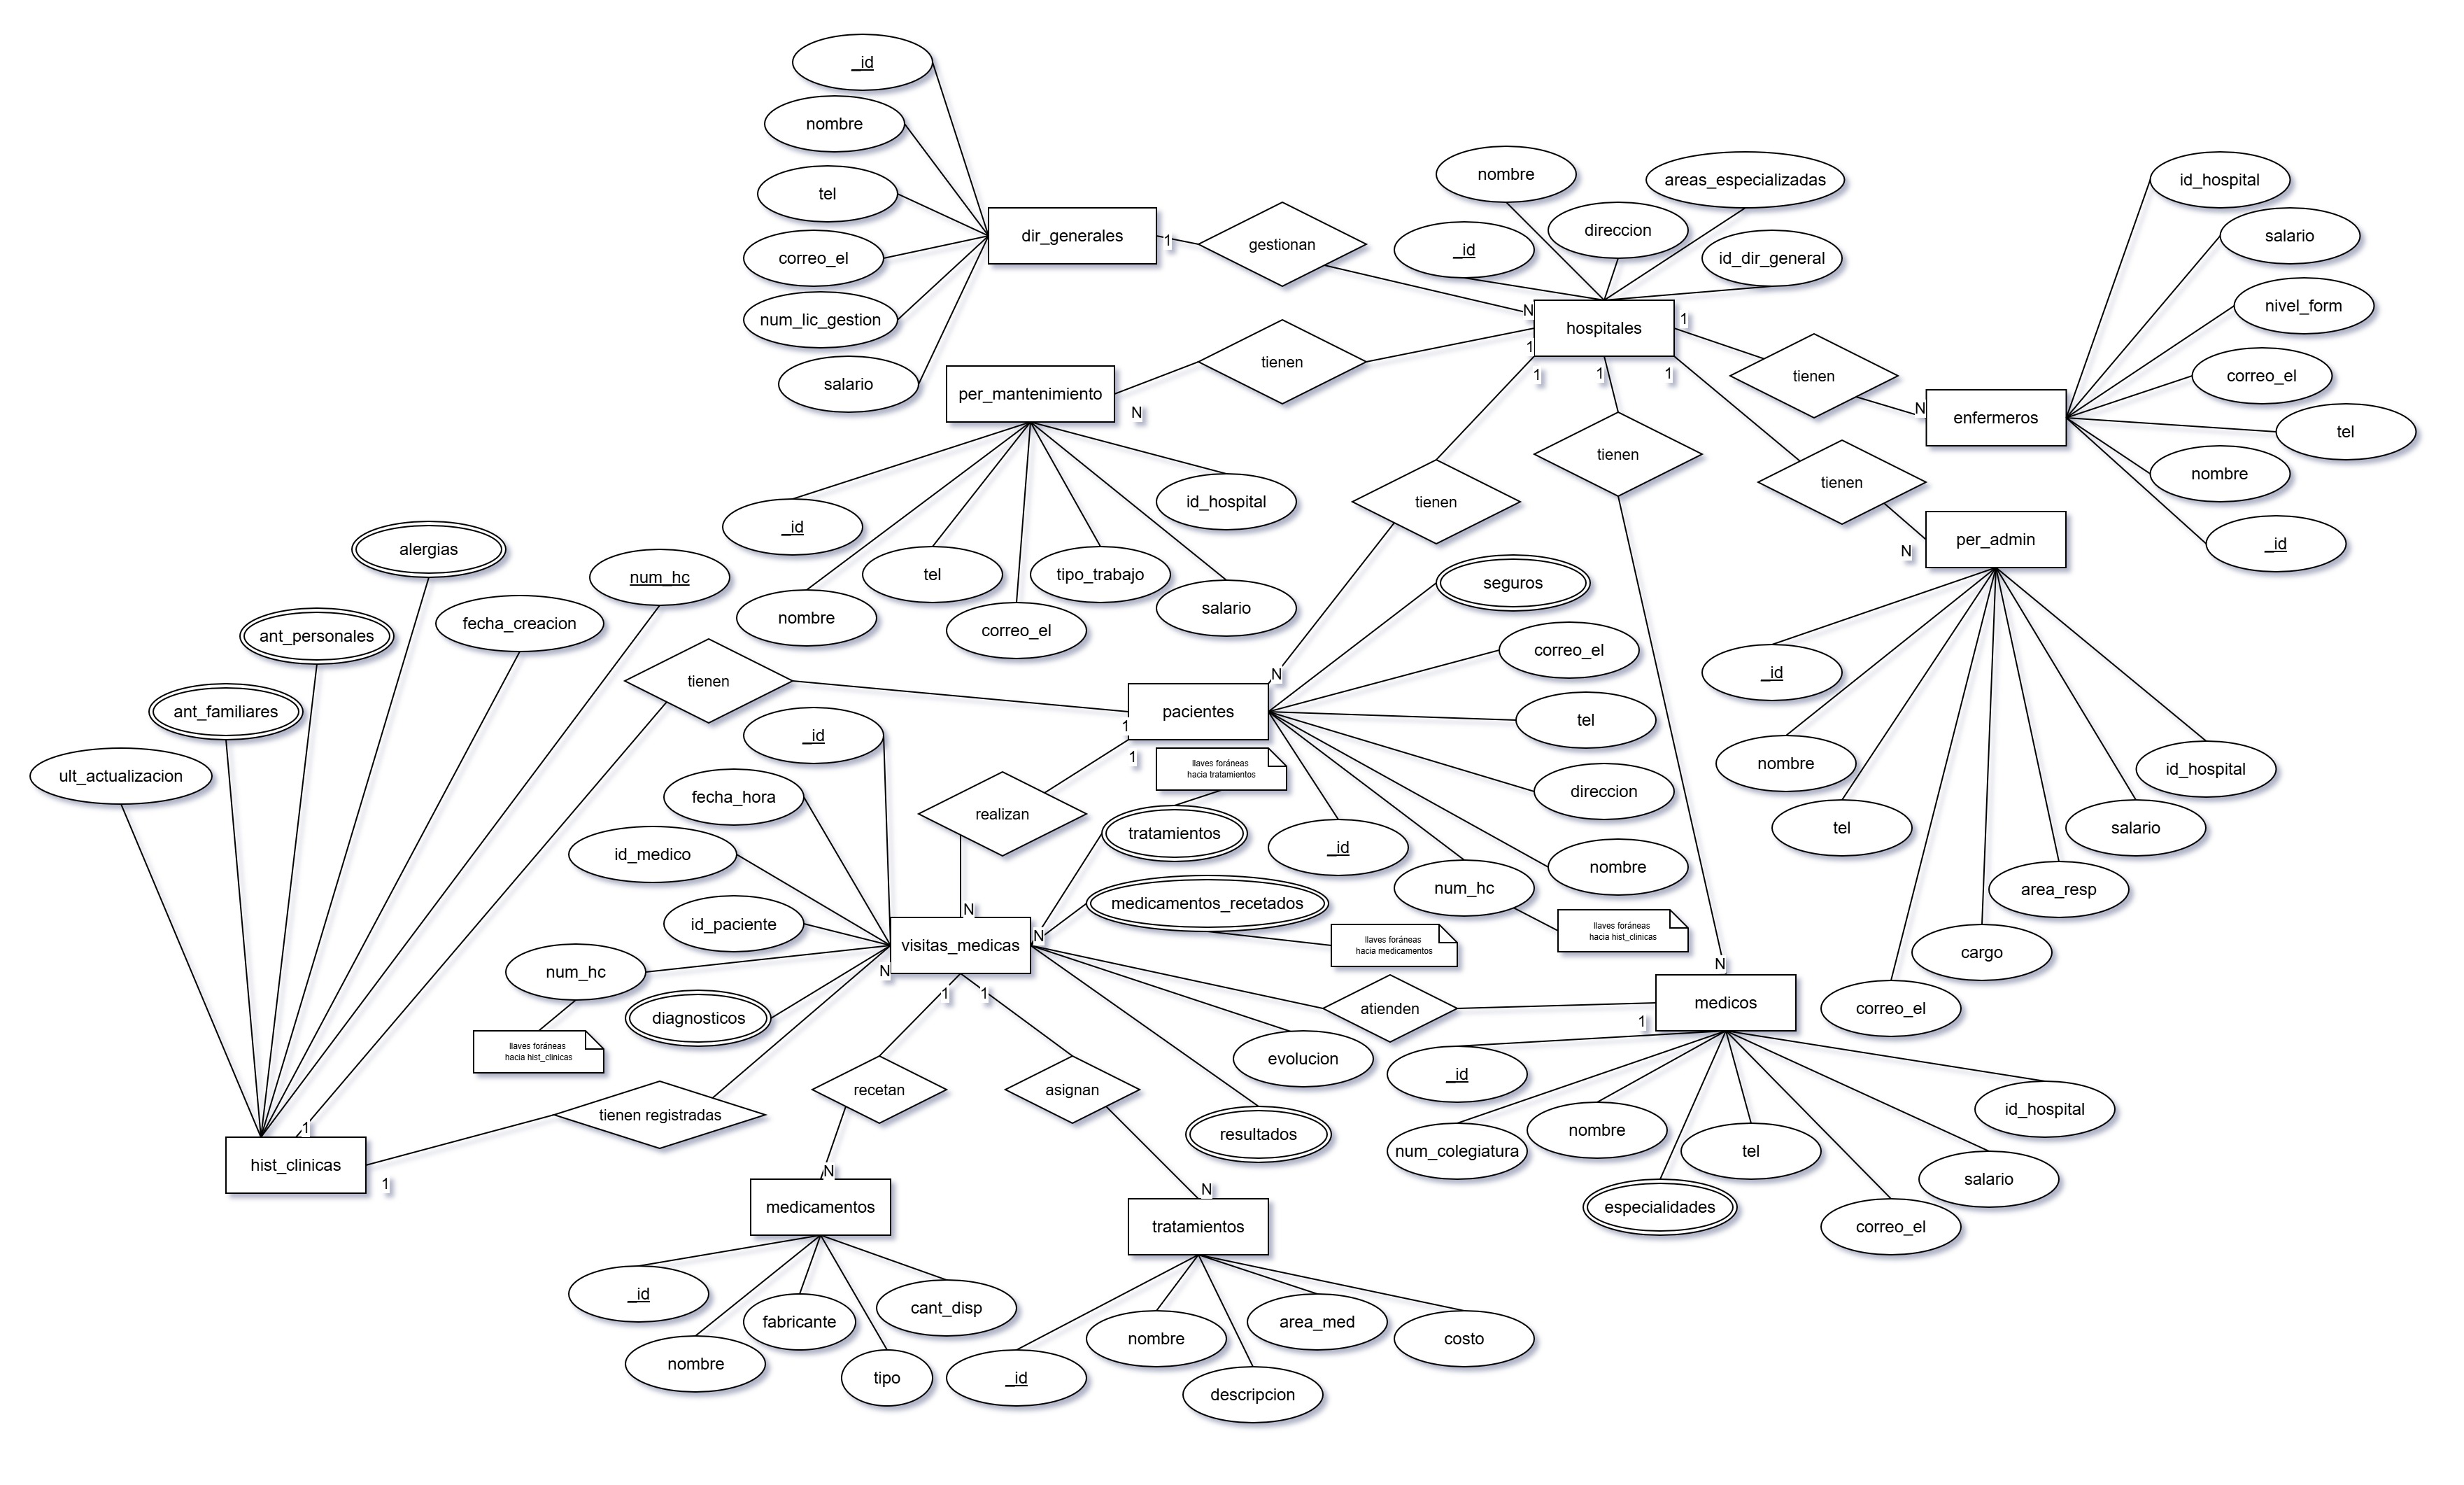 _id
nombre
tel
correo_el
num_lic_gestion
salario
dir_generales
1
gestionan
N
nombre
areas_especializadas
direccion
_id
id_dir_general
hospitales
1
1
1
1
1
tienen
per_mantenimiento
N
_id
nombre
tel
correo_el
tipo_trabajo
salario
id_hospital
tienen
N
enfermeros
id_hospital
salario
nivel_form
correo_el
tel
nombre
_id
tienen
N
per_admin
_id
nombre
tel
correo_el
cargo
area_resp
salario
id_hospital
tienen
tienen
N
pacientes
1
1
seguros
correo_el
tel
direccion
nombre
num_hc
_id
llaves foráneas
hacia hist_clinicas
tienen
alergias
num_hc
ant_personales
fecha_creacion
ant_familiares
ult_actualizacion
1
hist_clinicas
1
tienen registradas
realizan
N
visitas_medicas
N
N
1
1
_id
fecha_hora
id_medico
id_paciente
num_hc
llaves foráneas
hacia hist_clinicas
diagnosticos
llaves foráneas
hacia tratamientos
tratamientos
medicamentos_recetados
llaves foráneas
hacia medicamentos
evolucion
resultados
atienden
N
medicos
1
_id
num_colegiatura
nombre
especialidades
tel
correo_el
salario
id_hospital
recetan
N
medicamentos
_id
nombre
fabricante
tipo
cant_disp
asignan
N
tratamientos
_id
nombre
descripcion
area_med
costo